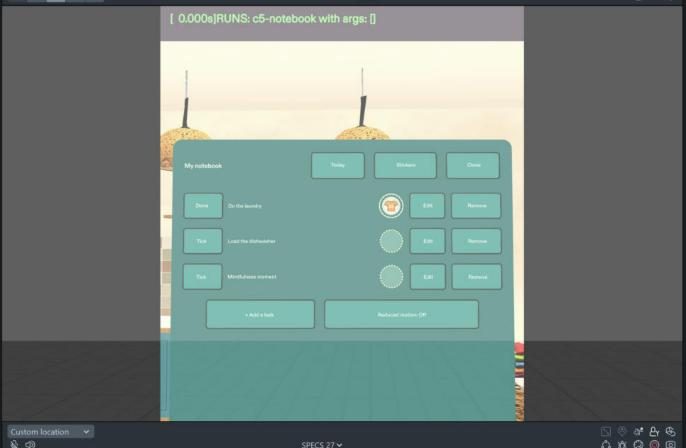 [ 0.000s]RUNS: c5-notebook with args: []
My notebook Today Stickers Close
Done Do the laundry Edit Remove
Tick Load the dishwasher Edit Remove
Tick Mindfulness moment Edit Remove
+ Add a task Reduced motion: Off
Custom location
SPECS 27